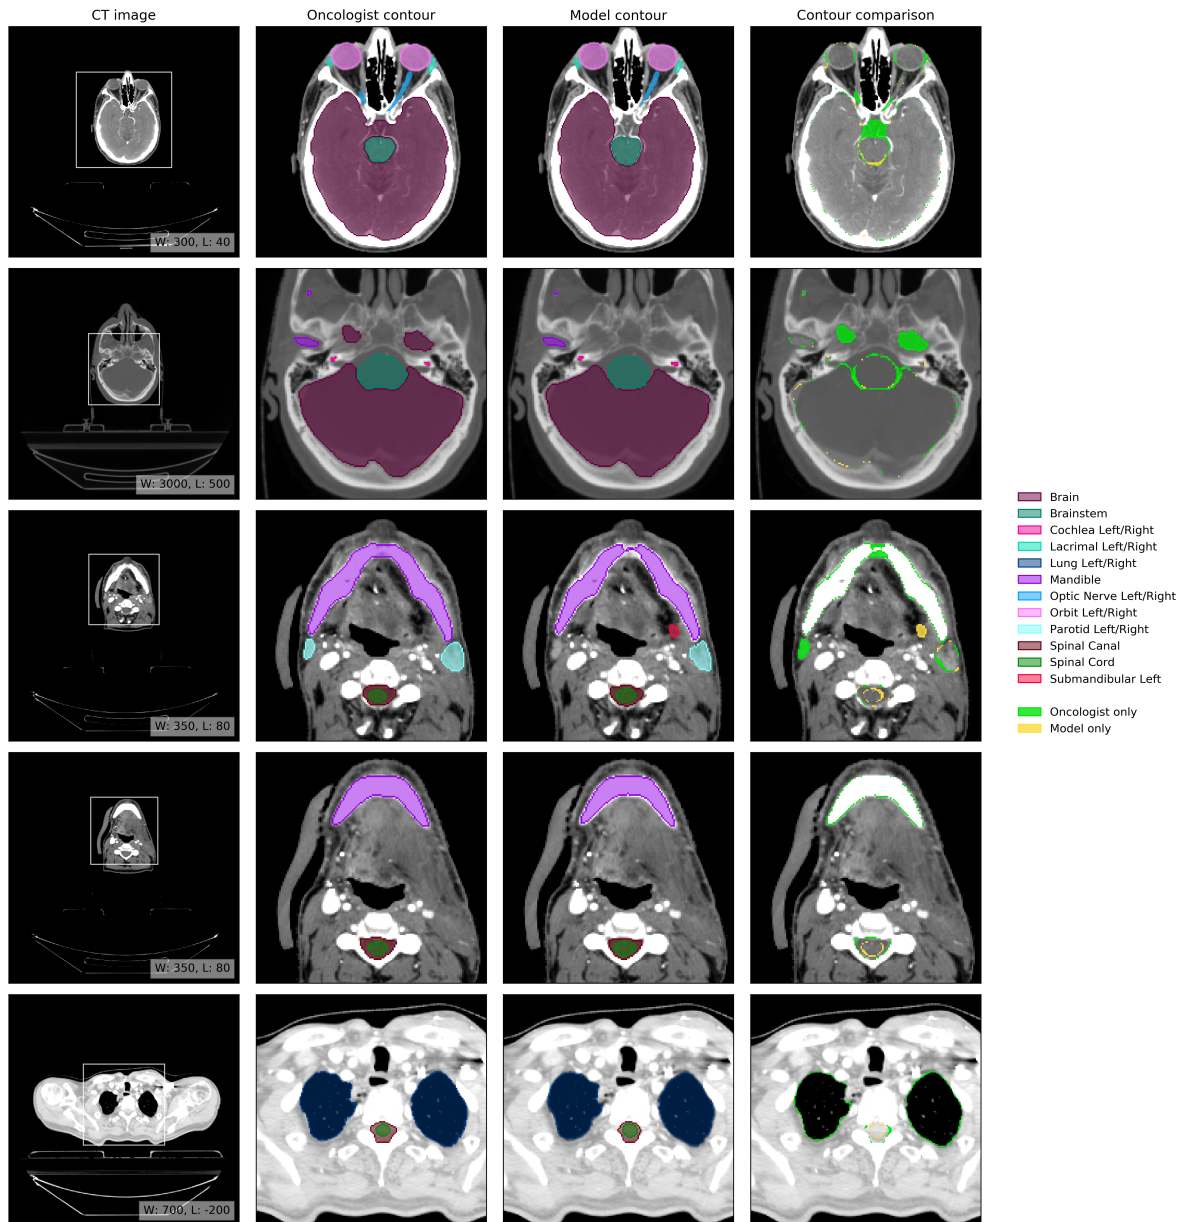 CT image
Oncologist contour
Model contour
Contour comparison
W: 300, L: 40
W: 3000, L: 500
W: 350, L: 80
W: 350, L: 80
W: 700, L: -200
Brain
Brainstem
Cochlea Left/Right
Lacrimal Left/Right
Lung Left/Right
Mandible
Optic Nerve Left/Right
Orbit Left/Right
Parotid Left/Right
Spinal Canal
Spinal Cord
Submandibular Left
Oncologist only
Model only